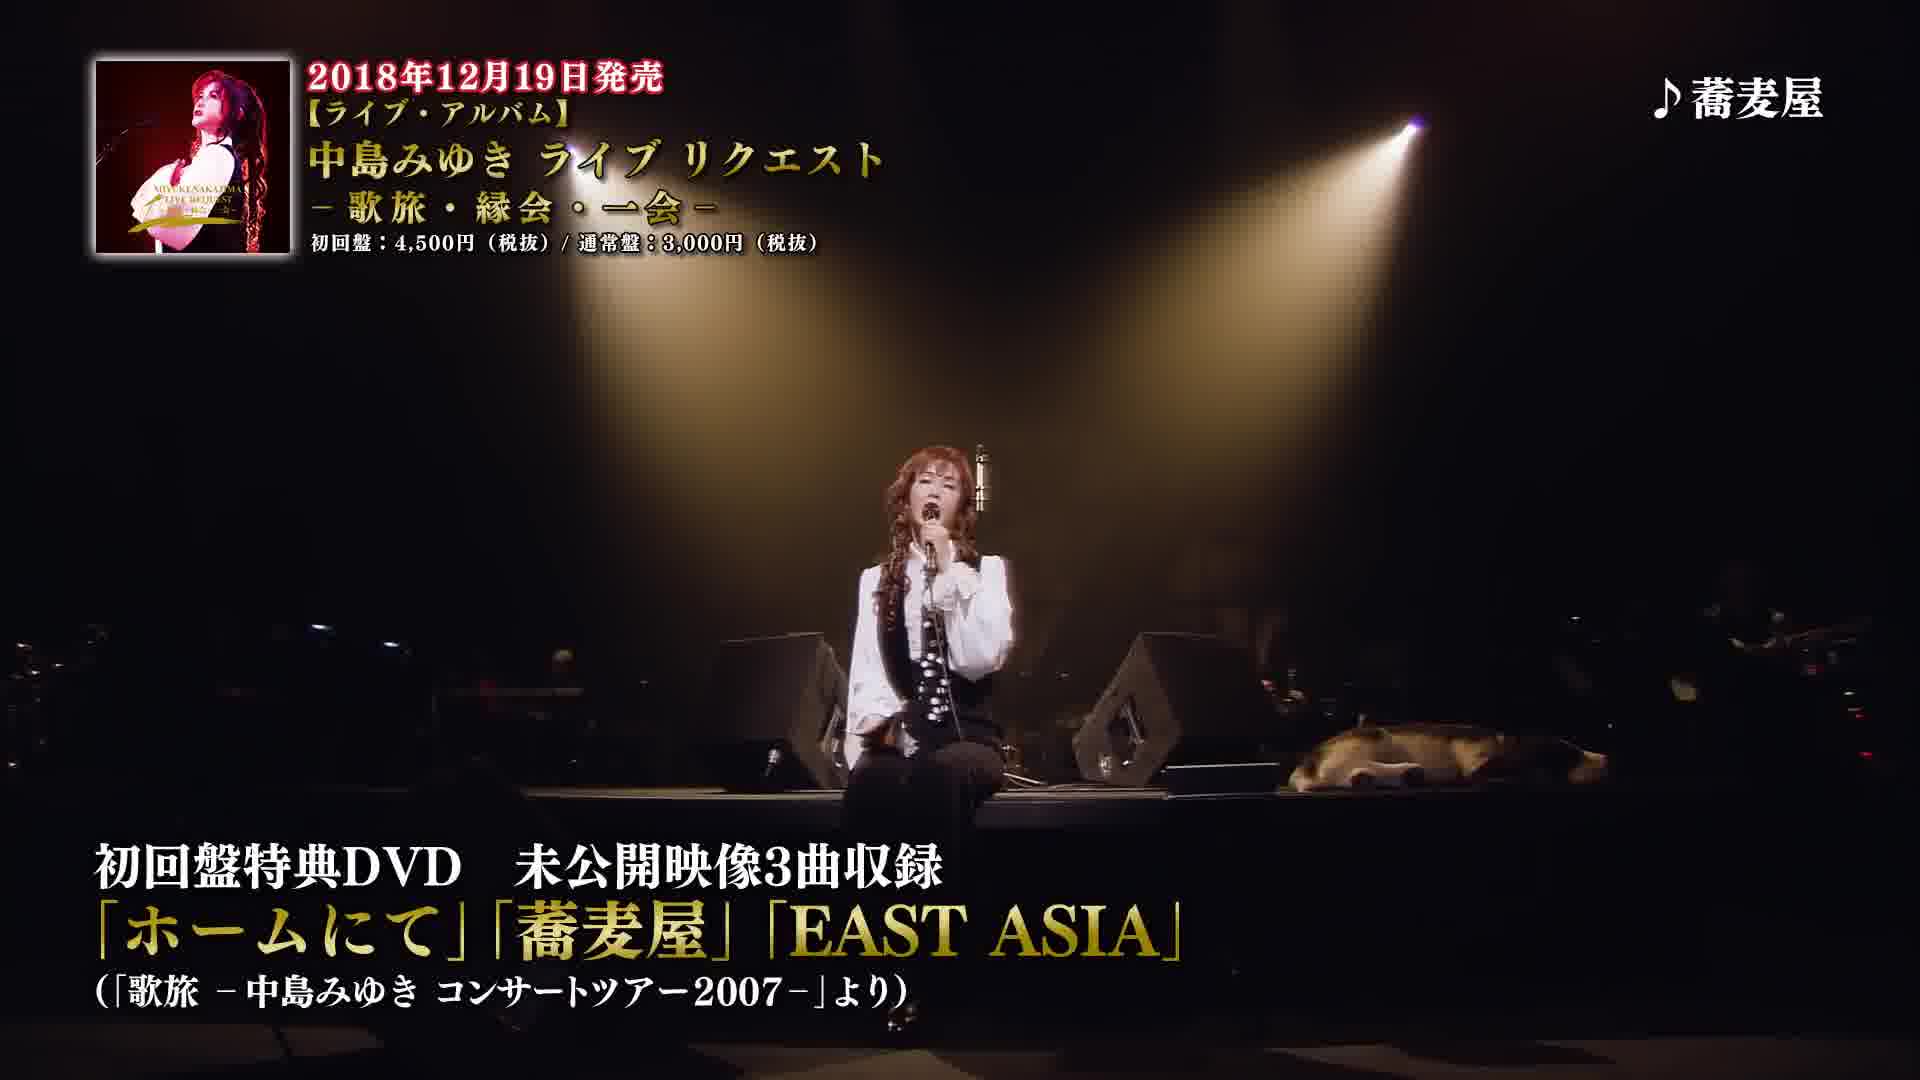 2018年12月19日発売
【ライブ・アルバム】
中島みゆき ライブ リクエスト
－歌旅・縁会・一会－
初回盤：4,500円（税抜）/ 通常盤：3,000円（税抜）
MIYUKI NAKAJIMA
LIVE REQUEST
♪蕎麦屋
初回盤特典DVD　未公開映像3曲収録
「ホームにて」「蕎麦屋」「EAST ASIA」
（「歌旅 －中島みゆき コンサートツアー2007－」より）